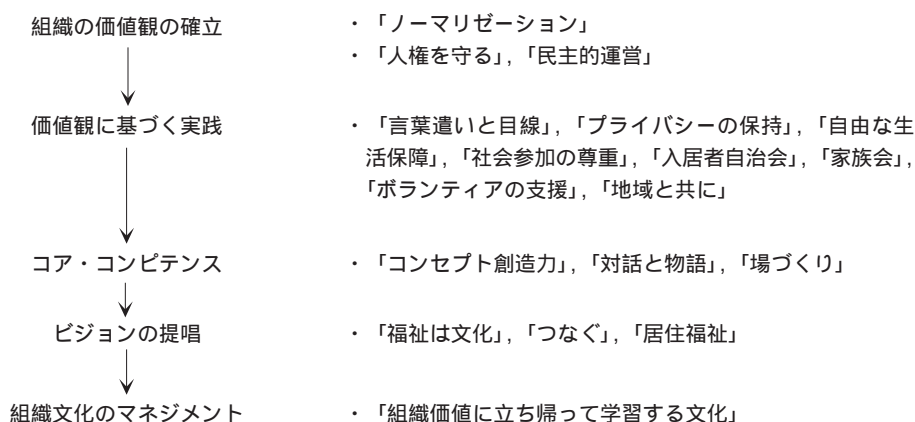 組織の価値観の確立
・「ノーマリゼーション」
・「人権を守る」,「民主的運営」
価値観に基づく実践
・「言葉遣いと目線」,「プライバシーの保持」,「自由な生
活保障」,「社会参加の尊重」,「入居者自治会」,「家族会」,
「ボランティアの支援」,「地域と共に」
コア・コンピテンス
・「コンセプト創造力」,「対話と物語」,「場づくり」
ビジョンの提唱
・「福祉は文化」,「つなぐ」,「居住福祉」
組織文化のマネジメント
・「組織価値に立ち帰って学習する文化」